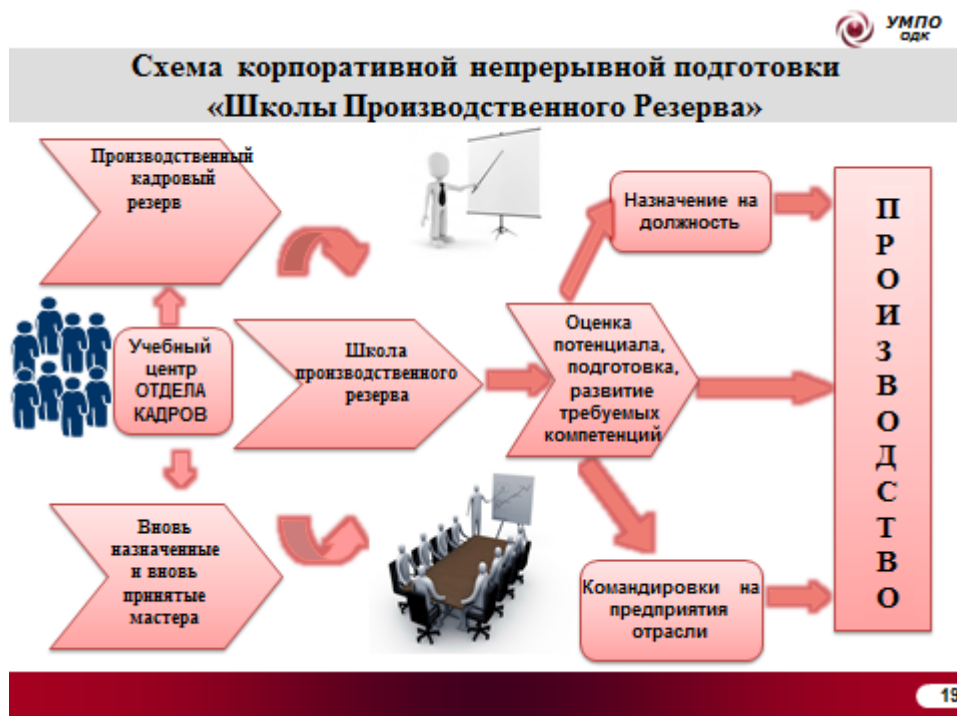 УМПО
ОДК
Схема корпоративной непрерывной подготовки
«Школы Производственного Резерва»
Производственный
кадровый
резерв
Назначение на
должность
Учебный
центр
ОТДЕЛА
КАДРОВ
Школа
производственного
резерва
Оценка
потенциала,
подготовка,
развитие
требуемых
компетенций
Вновь
назначенные
и вновь
принятые
мастера
Командировки на
предприятия
отрасли
П
Р
О
И
З
В
О
Д
С
Т
В
О
19